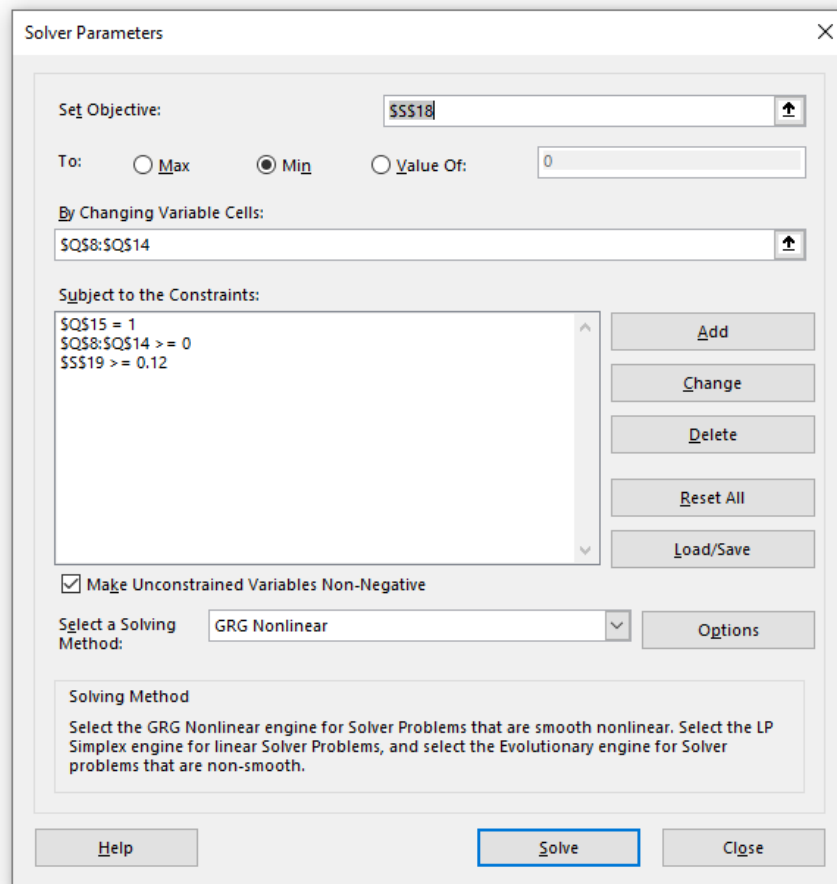 Solver Parameters
Set Objective:
$S$18
To:
Max
Min
Value Of:
0
By Changing Variable Cells:
$Q$8:$Q$14
Subject to the Constraints:
$Q$15 = 1
$Q$8:$Q$14 >= 0
$S$19 >= 0.12
Add
Change
Delete
Reset All
Load/Save
Make Unconstrained Variables Non-Negative
Select a Solving
Method:
GRG Nonlinear
Options
Solving Method
Select the GRG Nonlinear engine for Solver Problems that are smooth nonlinear. Select the LP
Simplex engine for linear Solver Problems, and select the Evolutionary engine for Solver
problems that are non-smooth.
Help
Solve
Close